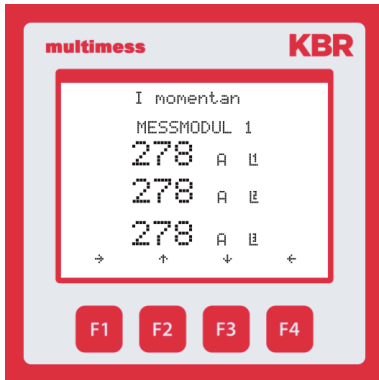 multimess KBR
I momentan
MESSMODUL 1
278 A L1
278 A L2
278 A L3
→ ↑ ↓ ←
F1 F2 F3 F4